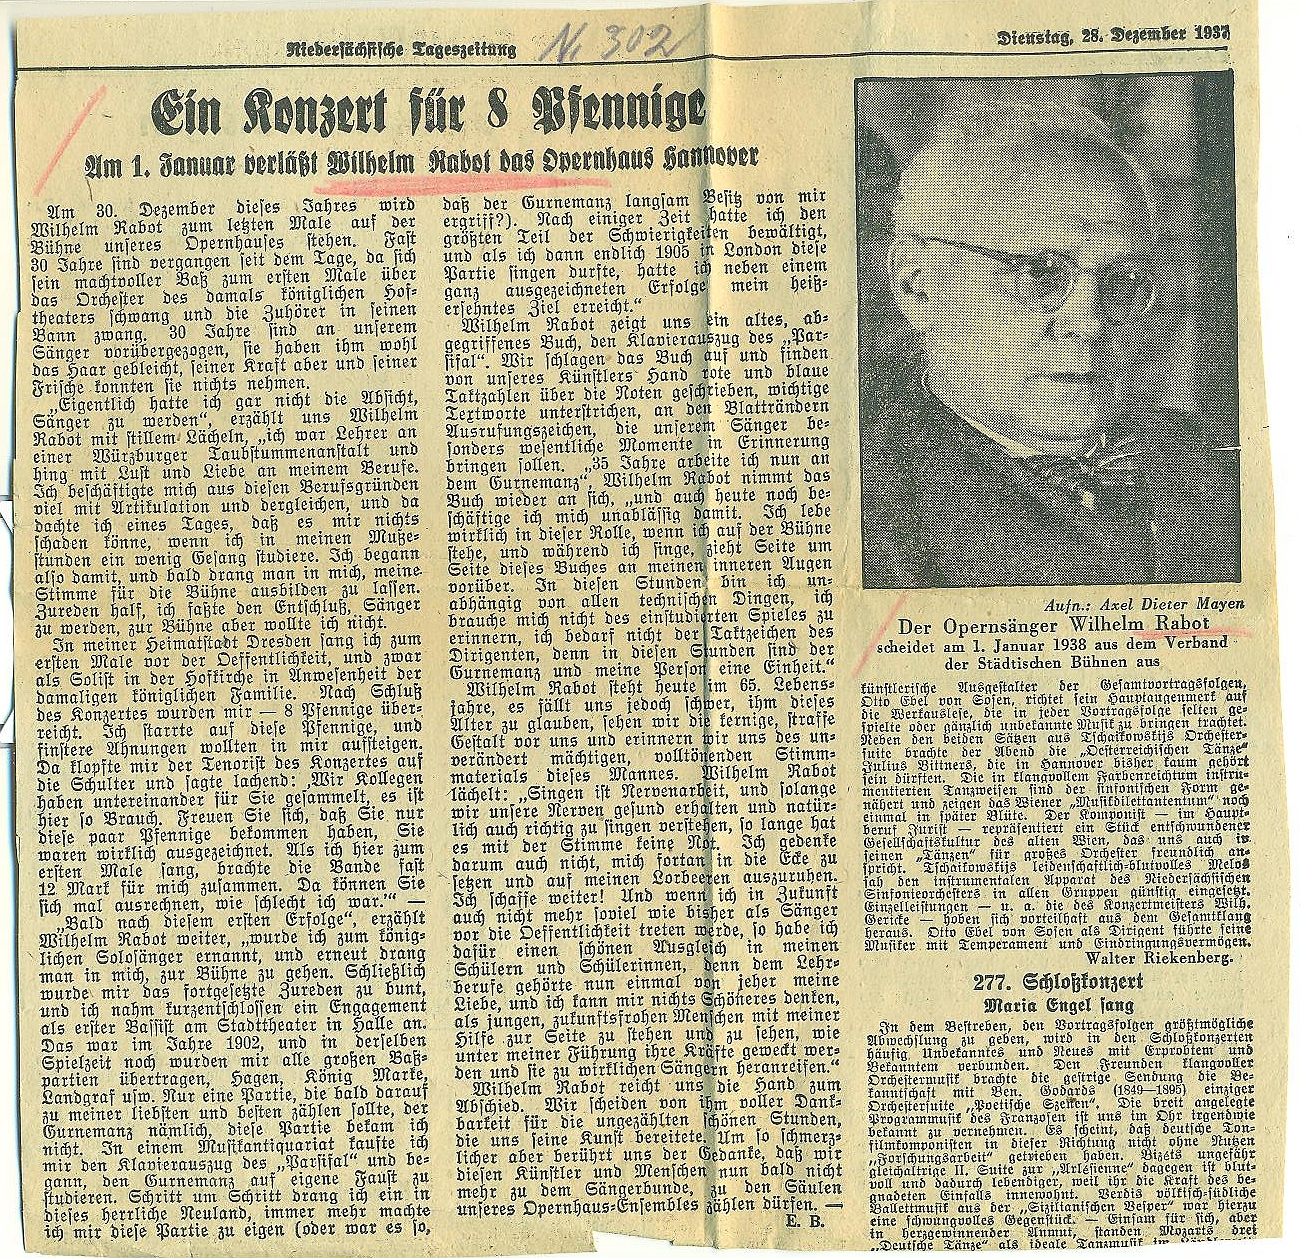 Niedersächsische Tageszeitung
Nr. 302
Dienstag, 28. Dezember 1937
Ein Konzert für 8 Pfennige
Am 1. Januar verläßt Wilhelm Rabot das Opernhaus Hannover
Am 30. Dezember dieses Jahres wird
Wilhelm Rabot zum letzten Male auf der
Bühne unseres Opernhauses stehen. Fast
30 Jahre sind vergangen seit dem Tage, da sich
sein machtvoller Baß zum ersten Male über
das Orchester des damals königlichen Hof-
theaters schwang und die Zuhörer in seinen
Bann zwang. 30 Jahre sind an unserem
Sänger vorübergezogen, sie haben ihm wohl
das Haar gebleicht, seiner Kraft aber und seiner
Frische konnten sie nichts nehmen.
„Eigentlich hatte ich gar nicht die Absicht,
Sänger zu werden“, erzählt uns Wilhelm
Rabot mit stillem Lächeln, „ich war Lehrer an
einer Würzburger Taubstummenanstalt und
hing mit Lust und Liebe an meinem Berufe.
Ich beschäftigte mich aus diesen Berufsgründen
viel mit Artikulation und dergleichen, und da
dachte ich eines Tages, daß es mir nichts
schaden könne, wenn ich in meinen Muße-
stunden ein wenig Gesang studiere. Ich begann
also damit, und bald drang man in mich, meine
Stimme für die Bühne ausbilden zu lassen.
Zureden half, ich faßte den Entschluß, Sänger
zu werden, zur Bühne aber wollte ich nicht.
In meiner Heimatstadt Dresden sang ich zum
ersten Male vor der Oeffentlichkeit, und zwar
als Solist in der Hofkirche in Anwesenheit der
damaligen königlichen Familie. Nach Schluß
des Konzertes wurden mir — 8 Pfennige über-
reicht. Ich starrte auf diese Pfennige, und
finstere Ahnungen wollten in mir aufsteigen.
Da klopfte mir der Tenorist des Konzertes auf
die Schulter und sagte lachend: ‚Wir Kollegen
haben untereinander für Sie gesammelt, es ist
hier so Brauch. Freuen Sie sich, daß Sie nur
diese paar Pfennige bekommen haben, Sie
waren wirklich ausgezeichnet. Als ich hier zum
ersten Male sang, brachte die Bande fast
12 Mark für mich zusammen. Da können Sie
sich mal ausrechnen, wie schlecht ich war.‘“ —
„Bald nach diesem ersten Erfolge“, erzählt
Wilhelm Rabot weiter, „wurde ich zum könig-
lichen Solosänger ernannt, und erneut drang
man in mich, zur Bühne zu gehen. Schließlich
wurde mir das fortgesetzte Zureden zu bunt,
und ich nahm kurzentschlossen ein Engagement
als erster Bassist am Stadttheater in Halle an.
Das war im Jahre 1902, und in derselben
Spielzeit noch wurden mir alle großen Baß-
partien übertragen, Hagen, König Marke,
Landgraf usw. Nur eine Partie, die bald darauf
zu meiner liebsten und besten zählen sollte, der
Gurnemanz nämlich, diese Partie bekam ich
nicht. In einem Musikantiquariat kaufte ich
mir den Klavierauszug des „Parsifal“ und be-
gann, den Gurnemanz auf eigene Faust zu
studieren. Schritt um Schritt drang ich ein in
dieses herrliche Neuland, immer mehr machte
ich mir diese Partie zu eigen (oder war es so,
daß der Gurnemanz langsam Besitz von mir
ergriff?). Nach einiger Zeit hatte ich den
größten Teil der Schwierigkeiten bewältigt,
und als ich dann endlich 1905 in London diese
Partie singen durfte, hatte ich neben einem
ganz ausgezeichneten Erfolge mein heiß-
ersehntes Ziel erreicht.“
Wilhelm Rabot zeigt uns ein altes, ab-
gegriffenes Buch, den Klavierauszug des „Par-
sifal“. Wir schlagen das Buch auf und finden
von unseres Künstlers Hand rote und blaue
Taktzahlen über die Noten geschrieben, wichtige
Textworte unterstrichen, an den Blatträndern
Ausrufungszeichen, die unserem Sänger be-
sonders wesentliche Momente in Erinnerung
bringen sollen. „35 Jahre arbeite ich nun an
dem Gurnemanz“, Wilhelm Rabot nimmt das
Buch wieder an sich, „und auch heute noch be-
schäftige ich mich unablässig damit. Ich lebe
wirklich in dieser Rolle, wenn ich auf der Bühne
stehe, und während ich singe, zieht Seite um
Seite dieses Buches an meinen inneren Augen
vorüber. In diesen Stunden bin ich un-
abhängig von allen technischen Dingen, ich
brauche mich nicht des einstudierten Spieles zu
erinnern, ich bedarf nicht der Taktzeichen des
Dirigenten, denn in diesen Stunden sind der
Gurnemanz und meine Person eine Einheit.“
Wilhelm Rabot steht heute im 65. Lebens-
jahre, es fällt uns jedoch schwer, ihm dieses
Alter zu glauben, sehen wir die kernige, straffe
Gestalt vor uns und erinnern wir uns des un-
verändert mächtigen, volltönenden Stimm-
materials dieses Mannes. Wilhelm Rabot
lächelt: „Singen ist Nervenarbeit, und solange
wir unsere Nerven gesund erhalten und natür-
lich auch richtig zu singen verstehen, so lange hat
es mit der Stimme keine Not. Ich gedenke
darum auch nicht, mich fortan in die Ecke zu
setzen und auf meinen Lorbeeren auszuruhen.
Ich schaffe weiter! Und wenn ich in Zukunft
auch nicht mehr soviel wie bisher als Sänger
vor die Oeffentlichkeit treten werde, so habe ich
dafür einen schönen Ausgleich in meinen
Schülern und Schülerinnen, denn dem Lehr-
berufe gehörte nun einmal von jeher meine
Liebe, und ich kann mir nichts Schöneres denken,
als jungen, zukunftsfrohen Menschen mit meiner
Hilfe zur Seite zu stehen und zu sehen, wie
unter meiner Führung ihre Kräfte geweckt wer-
den und sie zu wirklichen Sängern heranreifen.“
Wilhelm Rabot reicht uns die Hand zum
Abschied. Wir scheiden von ihm voller Dank-
barkeit für die ungezählten schönen Stunden,
die uns seine Kunst bereitete. Um so schmerz-
licher aber berührt uns der Gedanke, daß wir
diesen Künstler und Menschen nun bald nicht
mehr zu dem Sängerbunde, zu den Säulen
unseres Opernhaus-Ensembles zählen dürfen. —
E. B.
Aufn.: Axel Dieter Mayen
Der Opernsänger Wilhelm Rabot
scheidet am 1. Januar 1938 aus dem Verband
der Städtischen Bühnen aus
künstlerische Ausgestalter der Gesamtvortragsfolgen,
Otto Ebel von Sosen, richtet sein Hauptaugenmerk auf
die Werkauslese, die in jeder Vortragsfolge selten ge-
spielte oder gänzlich unbekannte Musik zu bringen trachtet.
Neben den beiden Sätzen aus Tschaikowskijs Orchester-
suite brachte der Abend die „Oesterreichischen Tänze“
Julius Bittners, die in Hannover bisher kaum gehört
sein dürften. Die in klangvollem Farbenreichtum instru-
mentierten Tanzweisen sind der sinfonischen Form ge-
nähert und zeigen das Wiener „Musikdilettantentum“ noch
einmal in später Blüte. Der Komponist — im Haupt-
beruf Jurist — repräsentiert ein Stück entschwundener
Gesellschaftskultur des alten Wien, das uns auch in
seinen „Tänzen“ für großes Orchester freundlich an-
spricht. Tschaikowskijs leidenschaftlich-blutvolles Melos
sah den instrumentalen Apparat des Niedersächsischen
Sinfonieorchesters in allen Gruppen günstig eingesetzt.
Einzelleistungen — u. a. die des Konzertmeisters Wilh.
Gericke — hoben sich vorteilhaft aus dem Gesamtklang
heraus. Otto Ebel von Sosen als Dirigent führte seine
Musiker mit Temperament und Eindringungsvermögen.
Walter Riekenberg.
277. Schloßkonzert
Maria Engel sang
In dem Bestreben, den Vortragsfolgen größtmögliche
Abwechslung zu geben, wird in den Schloßkonzerten
häufig Unbekanntes und Neues mit Erprobtem und
Bekanntem verbunden. Den Freunden klangvoller
Orchestermusik brachte die gestrige Sendung die Be-
kanntschaft mit Ben. Godards (1849—1895) einziger
Orchestersuite „Poetische Szenen“. Die breit angelegte
Programmusik des Franzosen ist uns im Ohr irgendwie
bekannt zu vernehmen. Es scheint, daß deutsche Ton-
filmkomponisten in dieser Richtung nicht ohne Nutzen
„Forschungsarbeit“ getrieben haben. Bizets ungefähr
gleichaltrige II. Suite zur „Arlésienne“ dagegen ist blut-
voll und dadurch lebendiger, weil ihr die Kraft des be-
gnadeten Einfalls innewohnt. Verdis völkisch-südliche
Ballettmusik aus der „Sizilianischen Vesper“ war hierzu
eine schwungvolles Gegenstück. — Einsam für sich, aber
in herzgewinnender Anmut, standen Mozarts drei
„Deutsche Tänze“ als ideale Tanzmusik im